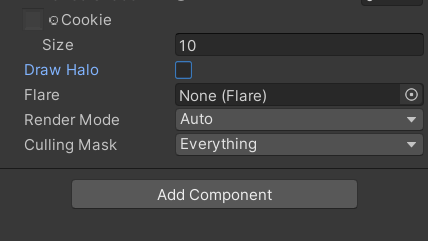 Cookie
Size 10
Draw Halo
Flare None (Flare)
Render Mode Auto
Culling Mask Everything
Add Component